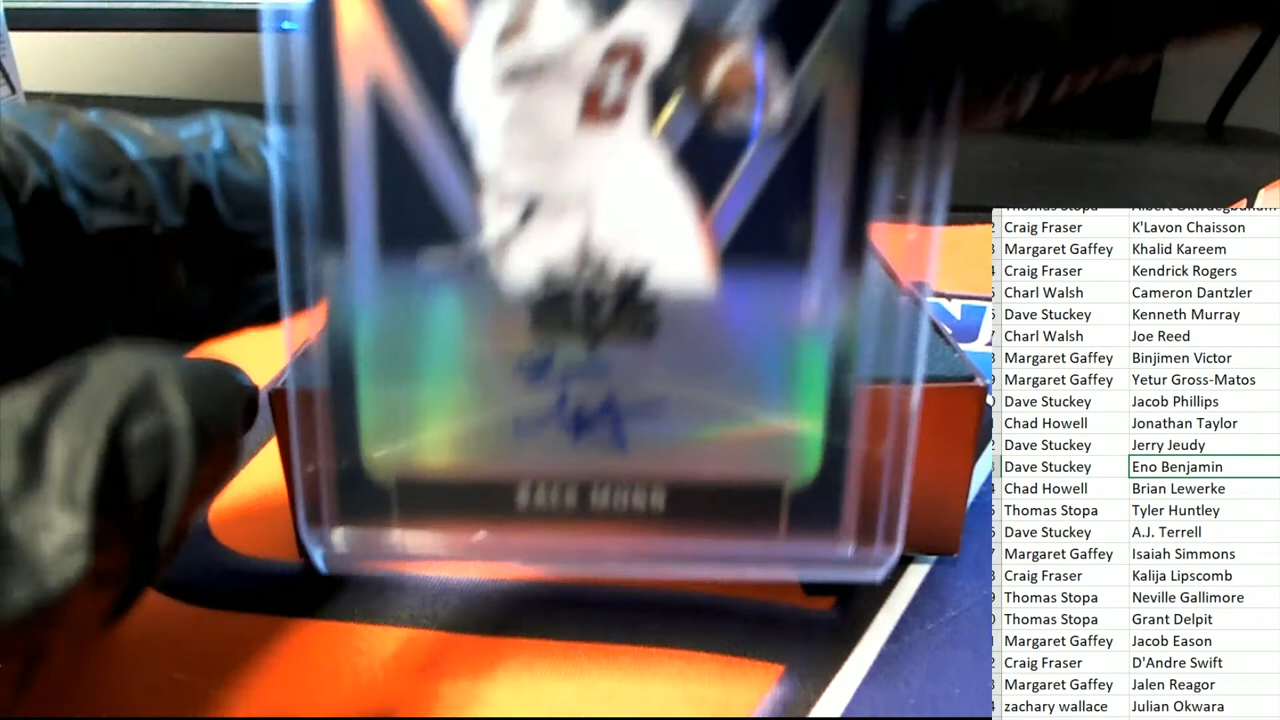 Craig Fraser K'Lavon Chaisson
Margaret Gaffey Khalid Kareem
Craig Fraser Kendrick Rogers
Charl Walsh Cameron Dantzler
Dave Stuckey Kenneth Murray
Charl Walsh Joe Reed
Margaret Gaffey Binjimen Victor
Margaret Gaffey Yetur Gross-Matos
Dave Stuckey Jacob Phillips
Chad Howell Jonathan Taylor
Dave Stuckey Jerry Jeudy
Dave Stuckey Eno Benjamin
Chad Howell Brian Lewerke
Thomas Stopa Tyler Huntley
Dave Stuckey A.J. Terrell
Margaret Gaffey Isaiah Simmons
Craig Fraser Kalija Lipscomb
Thomas Stopa Neville Gallimore
Thomas Stopa Grant Delpit
Margaret Gaffey Jacob Eason
Craig Fraser D'Andre Swift
Margaret Gaffey Jalen Reagor
zachary wallace Julian Okwara
ZACK MOSS
0